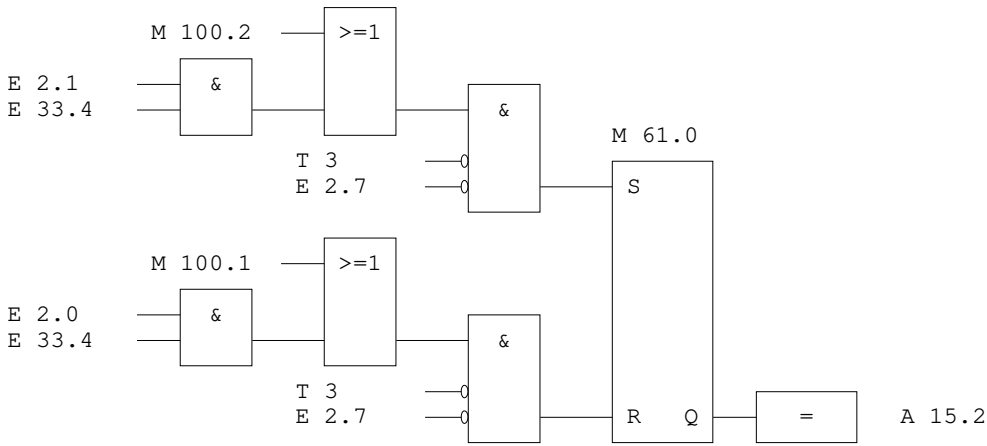 M 100.2 >=1
E 2.1 &
E 33.4
&
T 3
E 2.7
M 61.0
S
M 100.1 >=1
E 2.0 &
E 33.4
&
T 3
E 2.7
R Q = A 15.2